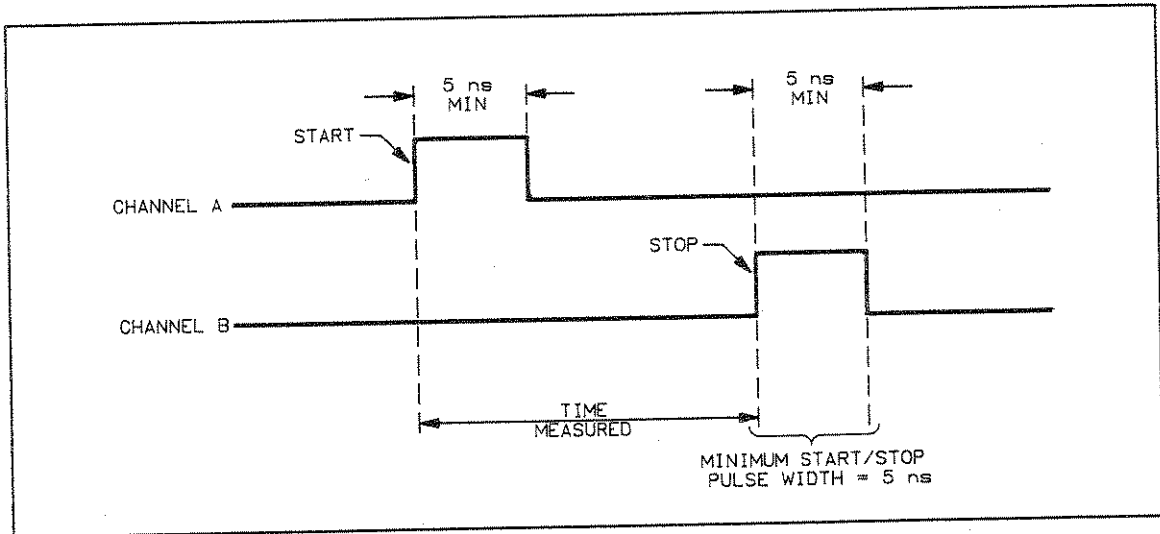 5 ns
MIN
5 ns
MIN
START
CHANNEL A
STOP
CHANNEL B
TIME
MEASURED
MINIMUM START/STOP
PULSE WIDTH = 5 ns